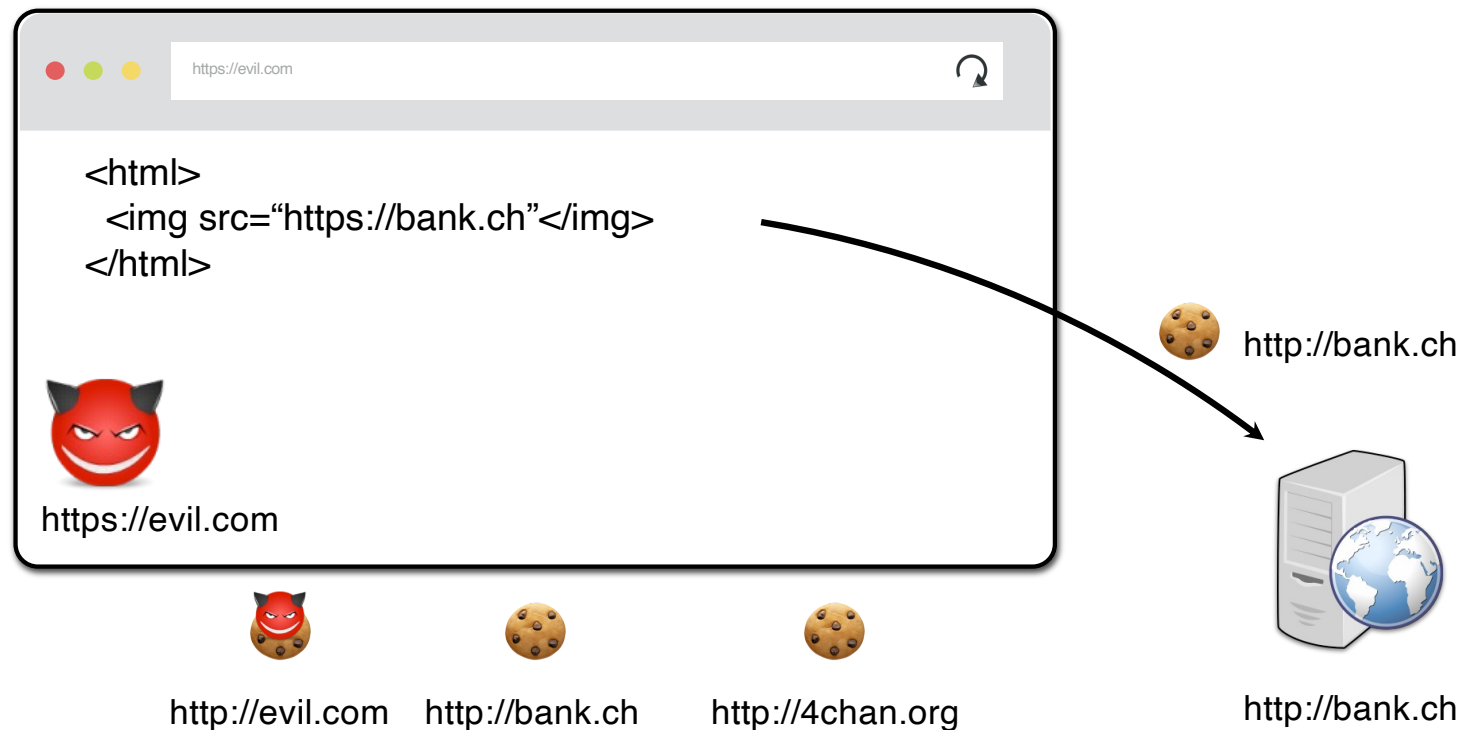 https://evil.com
<html>
<img src=“https://bank.ch”</img>
</html>
http://bank.ch
https://evil.com
http://evil.com
http://bank.ch
http://4chan.org
http://bank.ch